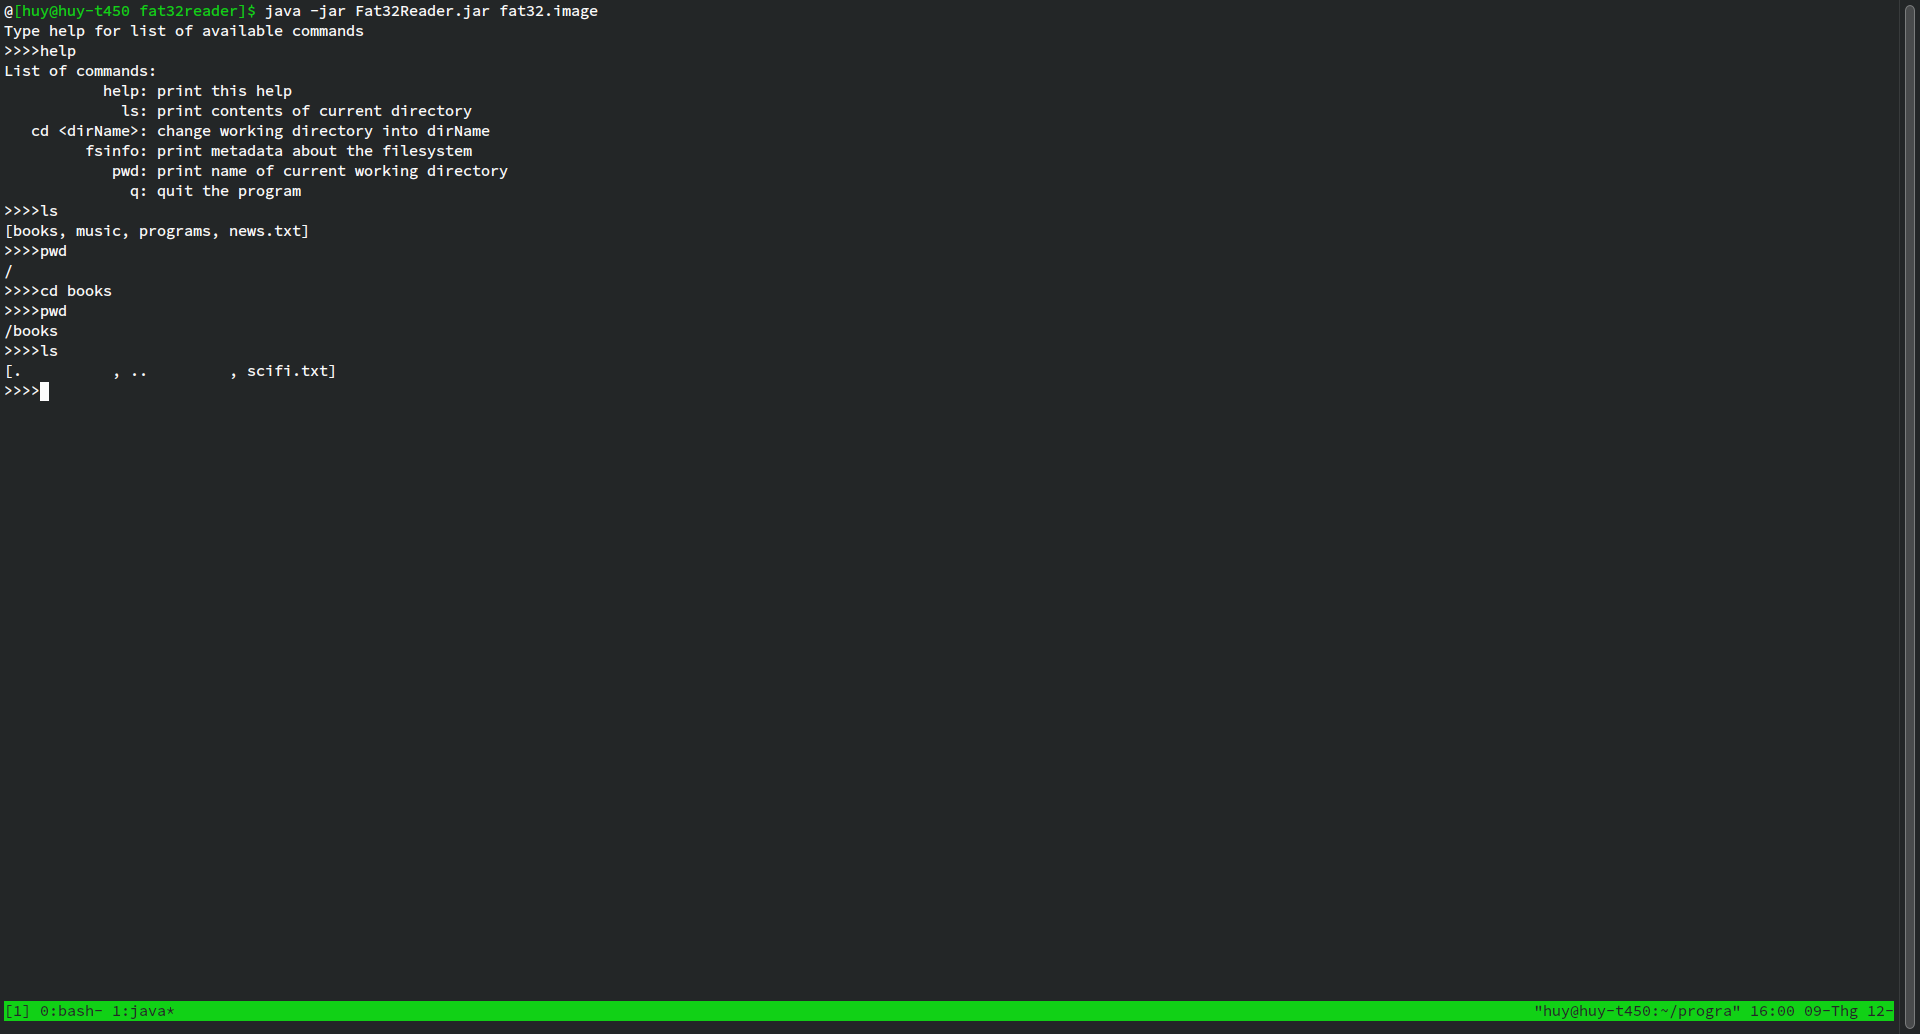 @[huy@huy-t450 fat32reader]$ java -jar Fat32Reader.jar fat32.image
Type help for list of available commands
>>>>help
List of commands:
           help: print this help
             ls: print contents of current directory
   cd <dirName>: change working directory into dirName
         fsinfo: print metadata about the filesystem
            pwd: print name of current working directory
              q: quit the program
>>>>ls
[books, music, programs, news.txt]
>>>>pwd
/
>>>>cd books
>>>>pwd
/books
>>>>ls
[.          , ..         , scifi.txt]
>>>>
[1] 0:bash- 1:java* "huy@huy-t450:~/progra" 16:00 09-Thg 12-